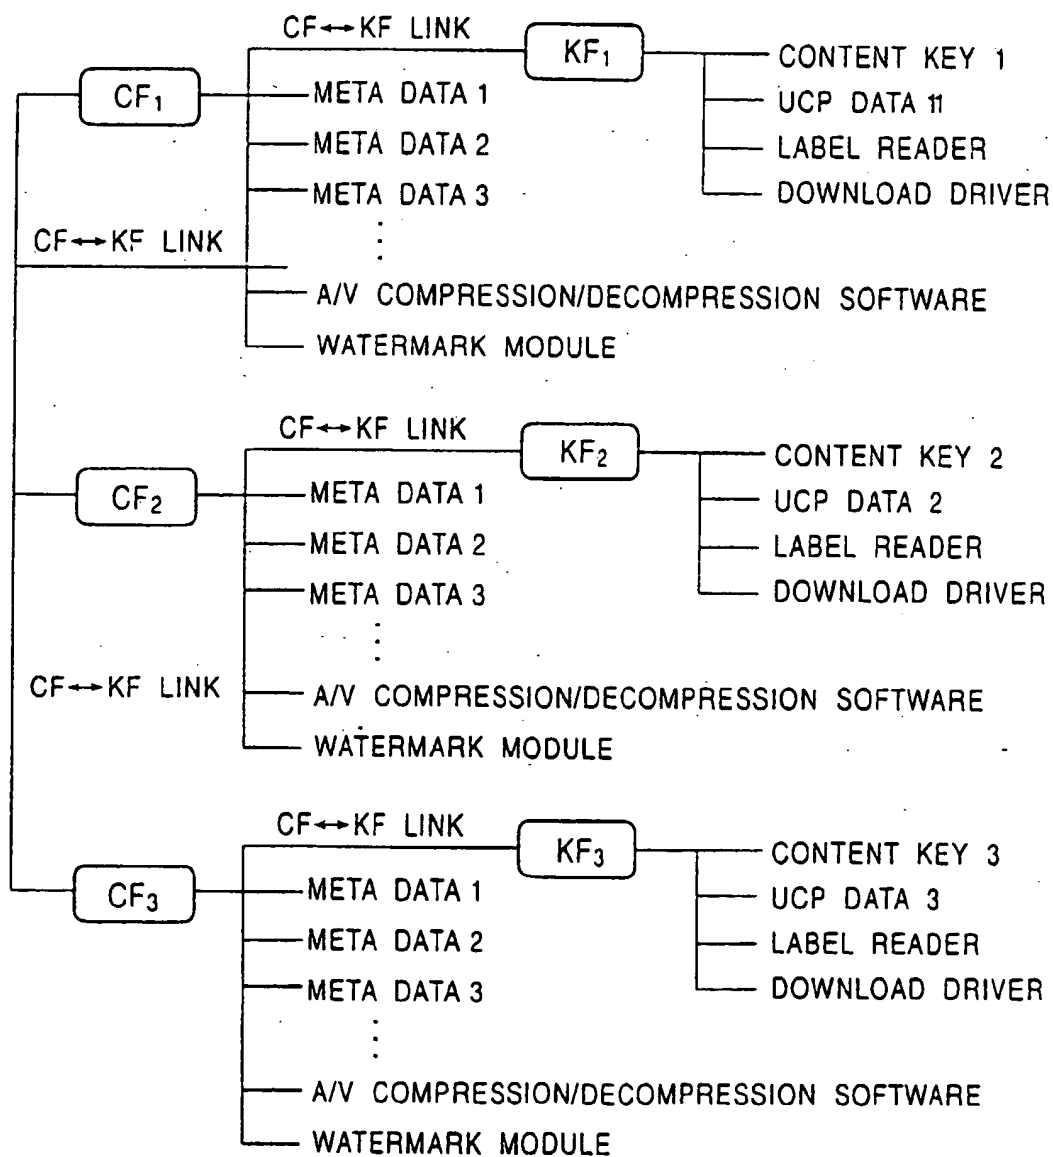 CF↔KF LINK
KF1
CONTENT KEY 1
CF1
META DATA 1
UCP DATA 11
META DATA 2
LABEL READER
META DATA 3
DOWNLOAD DRIVER
CF↔KF LINK
A/V COMPRESSION/DECOMPRESSION SOFTWARE
WATERMARK MODULE
CF↔KF LINK
KF2
CONTENT KEY 2
CF2
META DATA 1
UCP DATA 2
META DATA 2
LABEL READER
META DATA 3
DOWNLOAD DRIVER
CF↔KF LINK
A/V COMPRESSION/DECOMPRESSION SOFTWARE
WATERMARK MODULE
CF↔KF LINK
KF3
CONTENT KEY 3
CF3
META DATA 1
UCP DATA 3
META DATA 2
LABEL READER
META DATA 3
DOWNLOAD DRIVER
A/V COMPRESSION/DECOMPRESSION SOFTWARE
WATERMARK MODULE